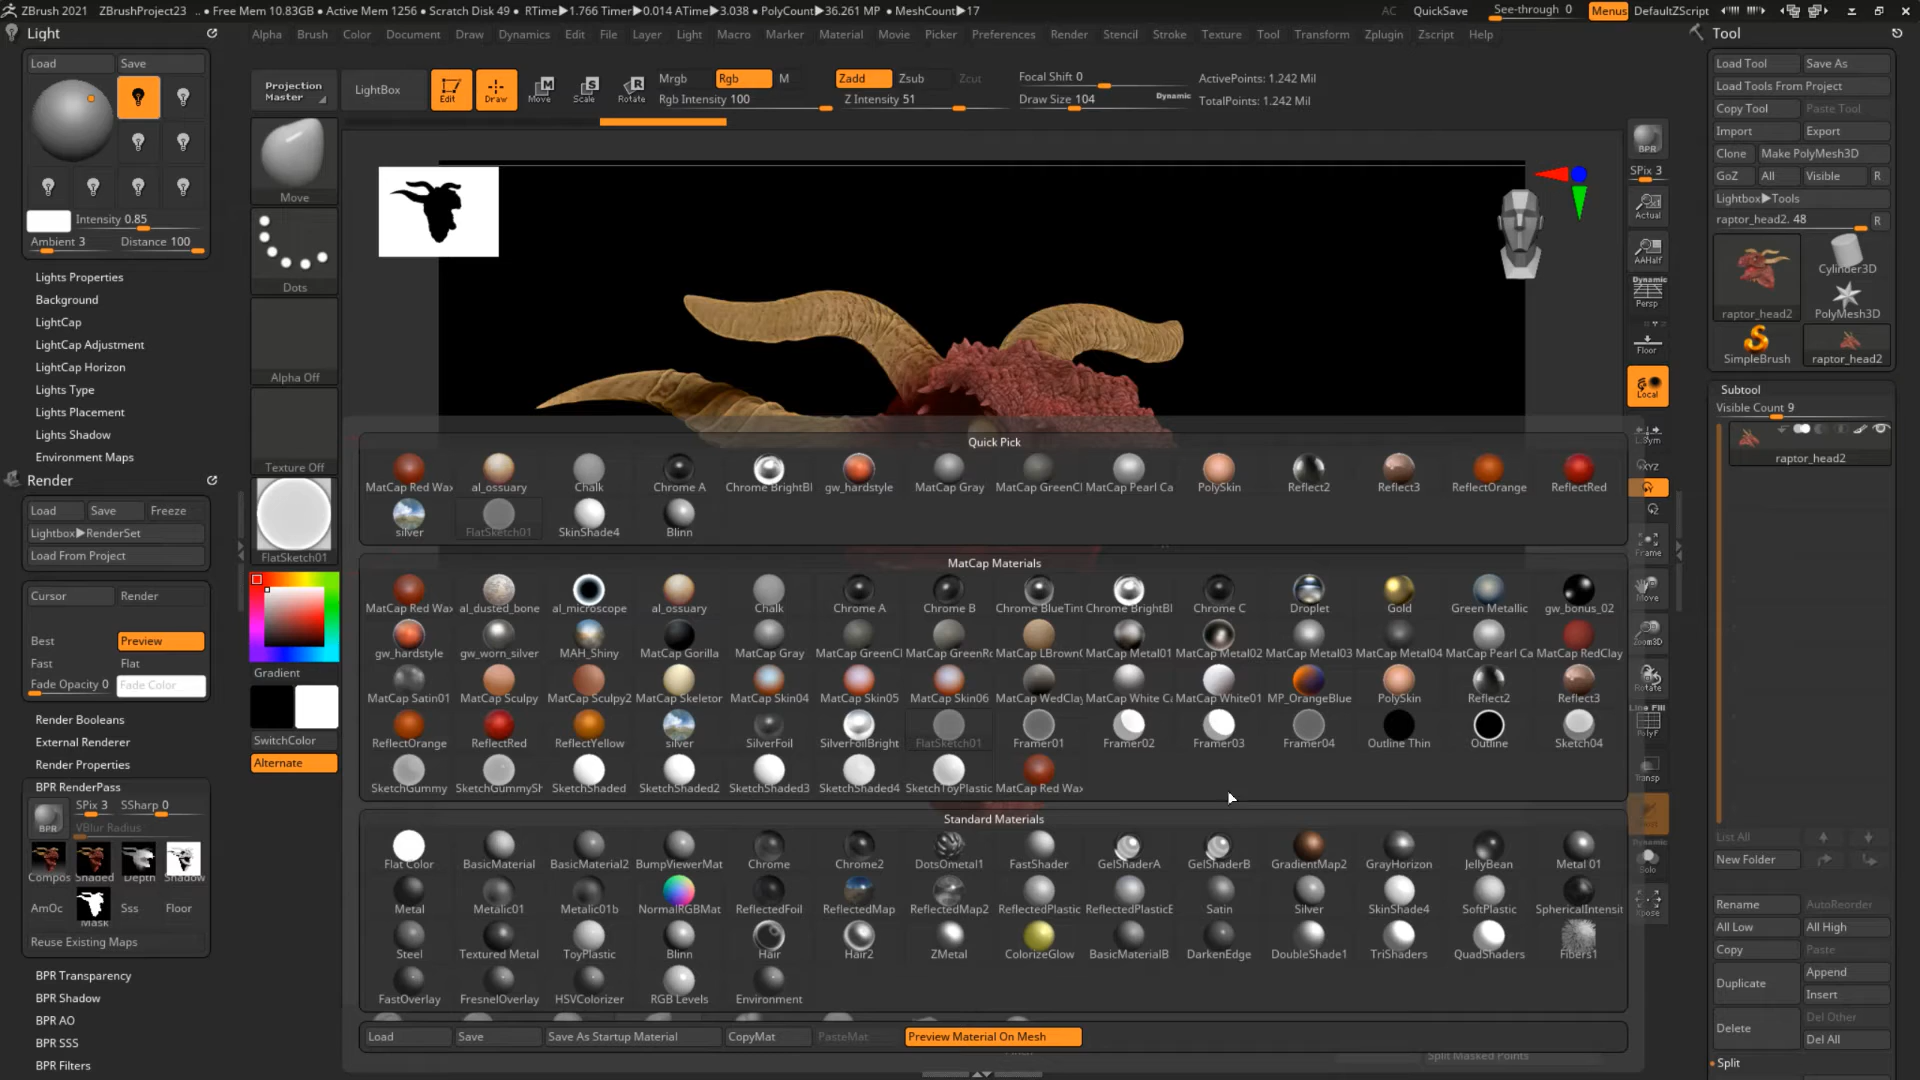 ZBrush 2021 ZBrushProject23 .. • Free Mem 10.83GB • Active Mem 1256 • Scratch Disk 49 • RTime▶1.766 Timer▶0.014 ATime▶3.038 • PolyCount▶36.261 MP • MeshCount▶17 AC QuickSave See-through 0 Menus DefaultZScript
Light
Alpha Brush Color Document Draw Dynamics Edit File Layer Light Macro Marker Material Movie Picker Preferences Render Stencil Stroke Texture Tool Transform Zplugin Zscript Help
Tool
Load Save
Projection Master
LightBox
Edit Draw Move Scale Rotate
Mrgb Rgb M
Rgb Intensity 100
Zadd Zsub Zcut
Z Intensity 51
Focal Shift 0
Draw Size 104 Dynamic
ActivePoints: 1.242 Mil
TotalPoints: 1.242 Mil
Load Tool Save As
Load Tools From Project
Copy Tool Paste Tool
Import Export
Clone Make PolyMesh3D
GoZ All Visible R
Lightbox▶Tools
raptor_head2. 48 R
raptor_head2
Cylinder3D
PolyMesh3D
SimpleBrush
raptor_head2
Subtool
Visible Count 9
raptor_head2
List All
New Folder
Rename AutoReorder
All Low All High
Copy Paste
Duplicate
Append
Insert
Delete
Del Other
Del All
Split
Split Masked Points
Intensity 0.85
Ambient 3 Distance 100
Lights Properties
Background
LightCap
LightCap Adjustment
LightCap Horizon
Lights Type
Lights Placement
Lights Shadow
Environment Maps
Render
Load Save Freeze
Lightbox▶RenderSet
Load From Project
Cursor Render
Best Preview
Fast Flat
Fade Opacity 0 Fade Color
Render Booleans
External Renderer
Render Properties
BPR RenderPass
BPR
SPix 3 SSharp 0
VBlur Radius
Compos Shaded Depth Shadow
AmOc Mask Sss Floor
Reuse Existing Maps
BPR Transparency
BPR Shadow
BPR AO
BPR SSS
BPR Filters
Move
Dots
Alpha Off
Texture Off
FlatSketch01
Gradient
SwitchColor
Alternate
BPR
SPix 3
Actual
AAHalf
Dynamic
Persp
Floor
Local
L.Sym
XYZ
Frame
Move
Zoom3D
Rotate
Line Fill
PolyF
Transp
Dynamic
Solo
Xpose
Quick Pick
MatCap Red Wax al_ossuary Chalk Chrome A Chrome BrightBl gw_hardstyle MatCap Gray MatCap GreenCl MatCap Pearl Ca PolySkin Reflect2 Reflect3 ReflectOrange ReflectRed
silver FlatSketch01 SkinShade4 Blinn
MatCap Materials
MatCap Red Wax al_dusted_bone al_microscope al_ossuary Chalk Chrome A Chrome B Chrome BlueTint Chrome BrightBl Chrome C Droplet Gold Green Metallic gw_bonus_02
gw_hardstyle gw_worn_silver MAH_Shiny MatCap Gorilla MatCap Gray MatCap GreenCl MatCap GreenRo MatCap LBrown MatCap Metal01 MatCap Metal02 MatCap Metal03 MatCap Metal04 MatCap Pearl Ca MatCap RedClay
MatCap Satin01 MatCap Sculpy MatCap Sculpy2 MatCap Skeletor MatCap Skin04 MatCap Skin05 MatCap Skin06 MatCap WedClay MatCap White Ca MatCap White01 MP_OrangeBlue PolySkin Reflect2 Reflect3
ReflectOrange ReflectRed ReflectYellow silver SilverFoil SilverFoilBright FlatSketch01 Framer01 Framer02 Framer03 Framer04 Outline Thin Outline Sketch04
SketchGummy SketchGummySh SketchShaded SketchShaded2 SketchShaded3 SketchShaded4 SketchToyPlastic MatCap Red Wax
Standard Materials
Flat Color BasicMaterial BasicMaterial2 BumpViewerMat Chrome Chrome2 DotsOmetal1 FastShader GelShaderA GelShaderB GradientMap2 GrayHorizon JellyBean Metal 01
Metal Metalic01 Metalic01b NormalRGBMat ReflectedFoil ReflectedMap ReflectedMap2 ReflectedPlastic ReflectedPlasticE Satin Silver SkinShade4 SoftPlastic SphericalIntensit
Steel Textured Metal ToyPlastic Blinn Hair Hair2 ZMetal ColorizeGlow BasicMaterialB DarkenEdge DoubleShade1 TriShaders QuadShaders Fibers1
FastOverlay FresnelOverlay HSVColorizer RGB Levels Environment
Load Save Save As Startup Material CopyMat PasteMat Preview Material On Mesh